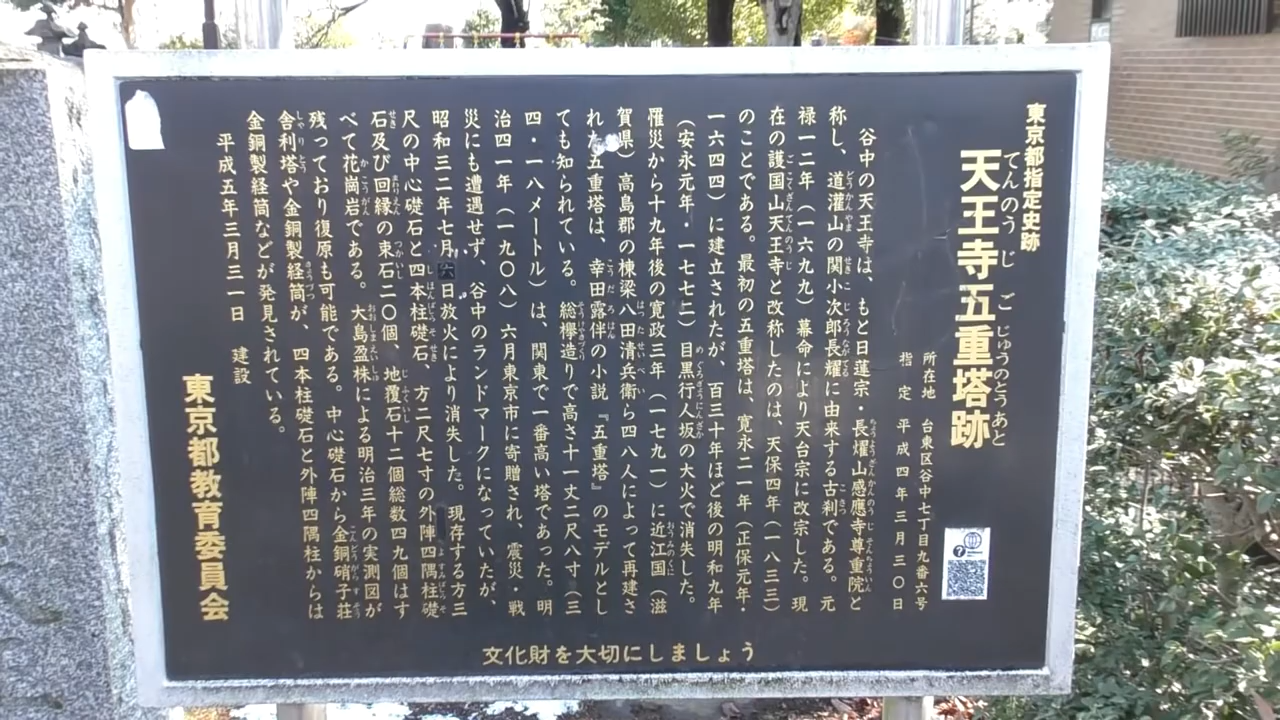 東京都指定史跡
天王寺五重塔跡
てんのうじ ごじゅうのとうあと
所在地 台東区谷中七丁目九番六号
指定 平成四年三月三〇日
谷中の天王寺は、もと日蓮宗・長燿山感應寺尊重院と
称し、道灌山の関小次郎長耀に由来する古刹である。元
禄一二年（一六九九）幕命により天台宗に改宗した。現
在の護国山天王寺と改称したのは、天保四年（一八三三）
のことである。最初の五重塔は、寛永二一年（正保元年・
一六四四）に建立されたが、百三十年ほど後の明和九年
（安永元年・一七七二）目黒行人坂の大火で消失した。
罹災から十九年後の寛政三年（一七九一）に近江国（滋
賀県）高島郡の棟梁八田清兵衛ら四八人によって再建さ
れた五重塔は、幸田露伴の小説『五重塔』のモデルとし
ても知られている。総欅造りで高さ十一丈二尺八寸（三
四・一八メートル）は、関東で一番高い塔であった。明
治四一年（一九〇八）六月東京市に寄贈され、震災・戦
災にも遭遇せず、谷中のランドマークになっていたが、
昭和三二年七月六日放火により消失した。現存する方三
尺の中心礎石と四本柱礎石、方二尺七寸の外陣四隅柱礎
石及び回縁の束石二〇個、地覆石十二個総数四九個はす
べて花崗岩である。大島盈株による明治三年の実測図が
残っており復原も可能である。中心礎石から金銅硝子荘
舎利塔や金銅製経筒が、四本柱礎石と外陣四隅柱からは
金銅製経筒などが発見されている。
平成五年三月三一日 建設
東京都教育委員会
文化財を大切にしましょう